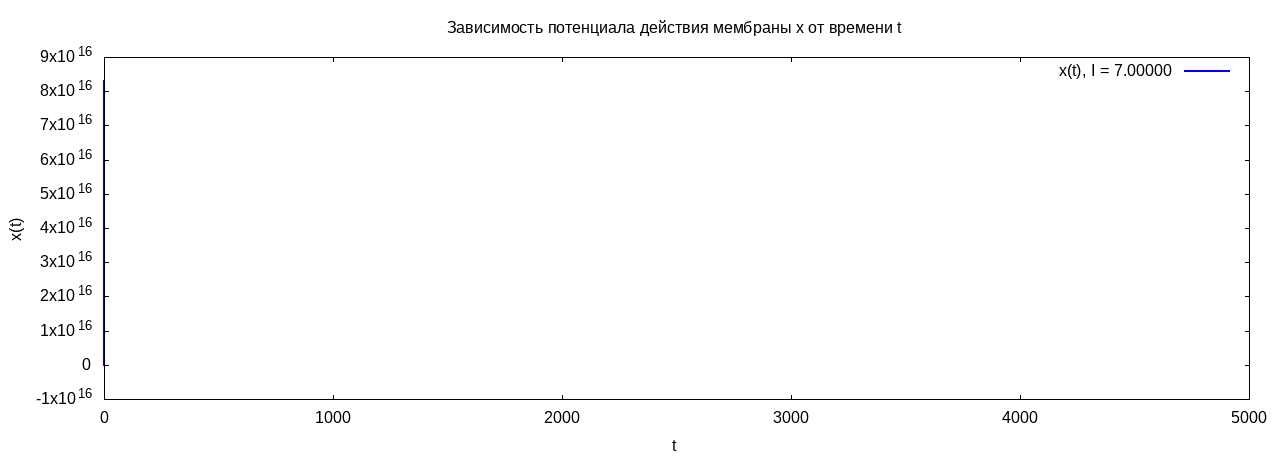 Зависимость потенциала действия мембраны x от времени t
x(t), I = 7.00000
9x10^16
8x10^16
7x10^16
6x10^16
5x10^16
4x10^16
3x10^16
2x10^16
1x10^16
0
-1x10^16
x(t)
0 1000 2000 3000 4000 5000
t